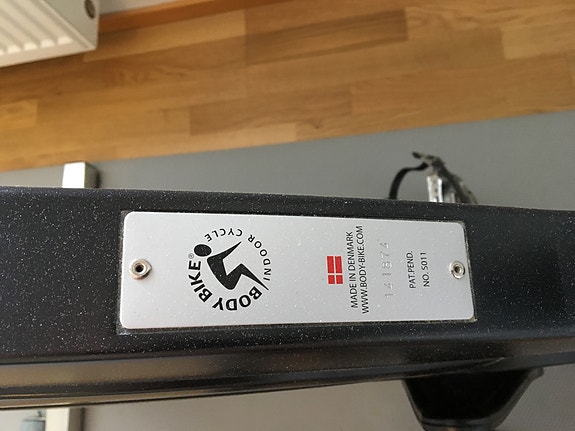 BODY BIKE®
INDOOR CYCLE
MADE IN DENMARK
WWW.BODY-BIKE.COM
141874
PAT.PEND.
NO. 5011